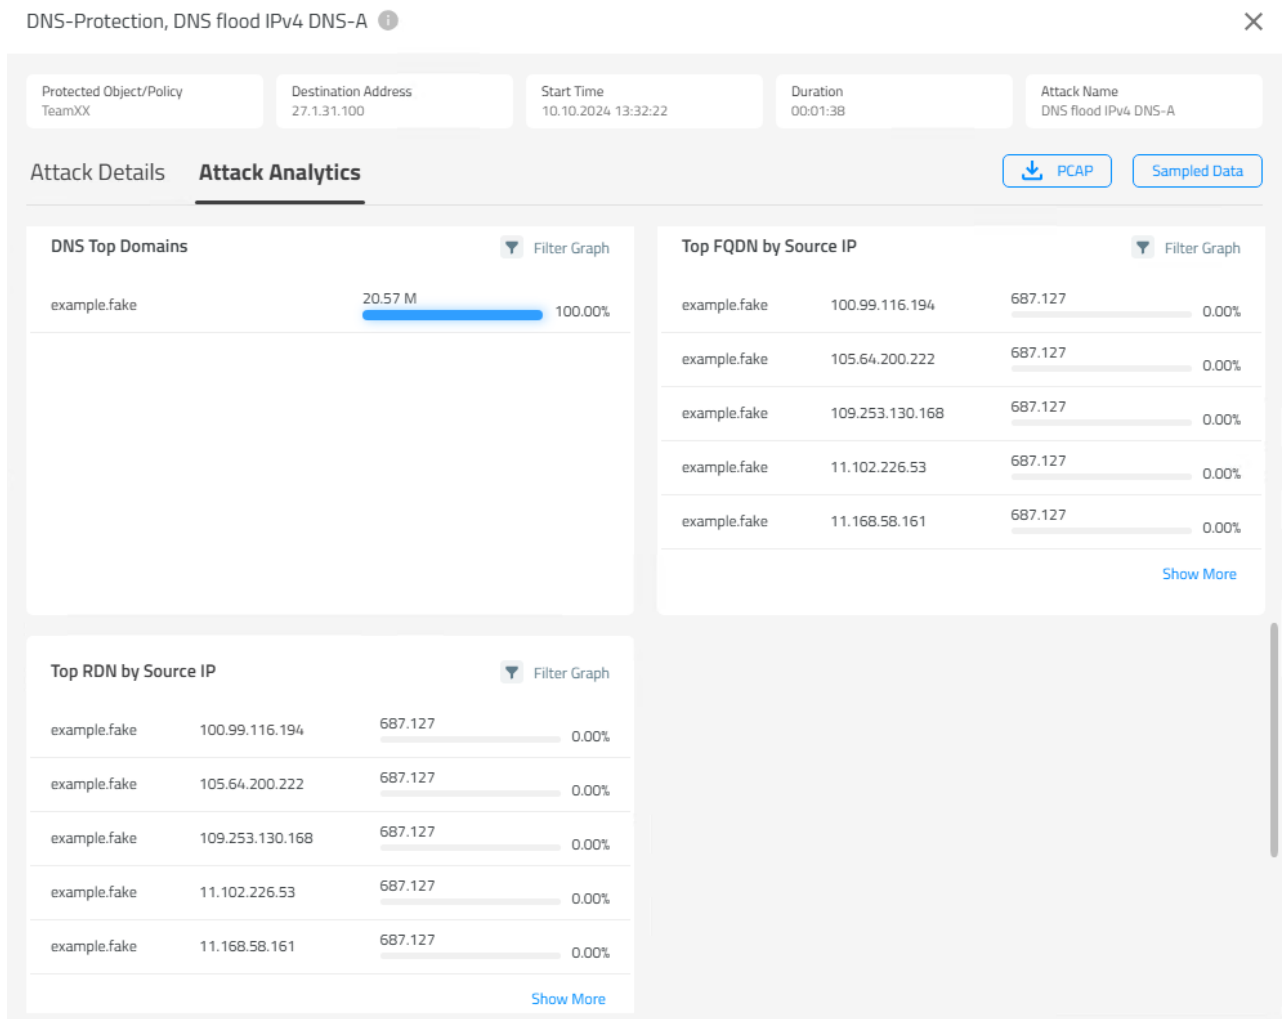 DNS-Protection, DNS flood IPv4 DNS-A
Protected Object/Policy
TeamXX
Destination Address
27.1.31.100
Start Time
10.10.2024 13:32:22
Duration
00:01:38
Attack Name
DNS flood IPv4 DNS-A
Attack Details
Attack Analytics
PCAP
Sampled Data
DNS Top Domains
Filter Graph
example.fake 20.57 M 100.00%
Top FQDN by Source IP
Filter Graph
example.fake 100.99.116.194 687.127 0.00%
example.fake 105.64.200.222 687.127 0.00%
example.fake 109.253.130.168 687.127 0.00%
example.fake 11.102.226.53 687.127 0.00%
example.fake 11.168.58.161 687.127 0.00%
Show More
Top RDN by Source IP
Filter Graph
example.fake 100.99.116.194 687.127 0.00%
example.fake 105.64.200.222 687.127 0.00%
example.fake 109.253.130.168 687.127 0.00%
example.fake 11.102.226.53 687.127 0.00%
example.fake 11.168.58.161 687.127 0.00%
Show More